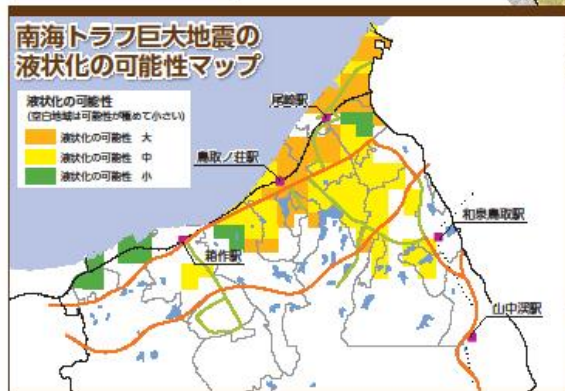 南海トラフ巨大地震の
液状化の可能性マップ
液状化の可能性
(空白地域は可能性が極めて小さい)
液状化の可能性 大
液状化の可能性 中
液状化の可能性 小
尾崎駅
鳥取ノ荘駅
和泉鳥取駅
箱作駅
山中渓駅